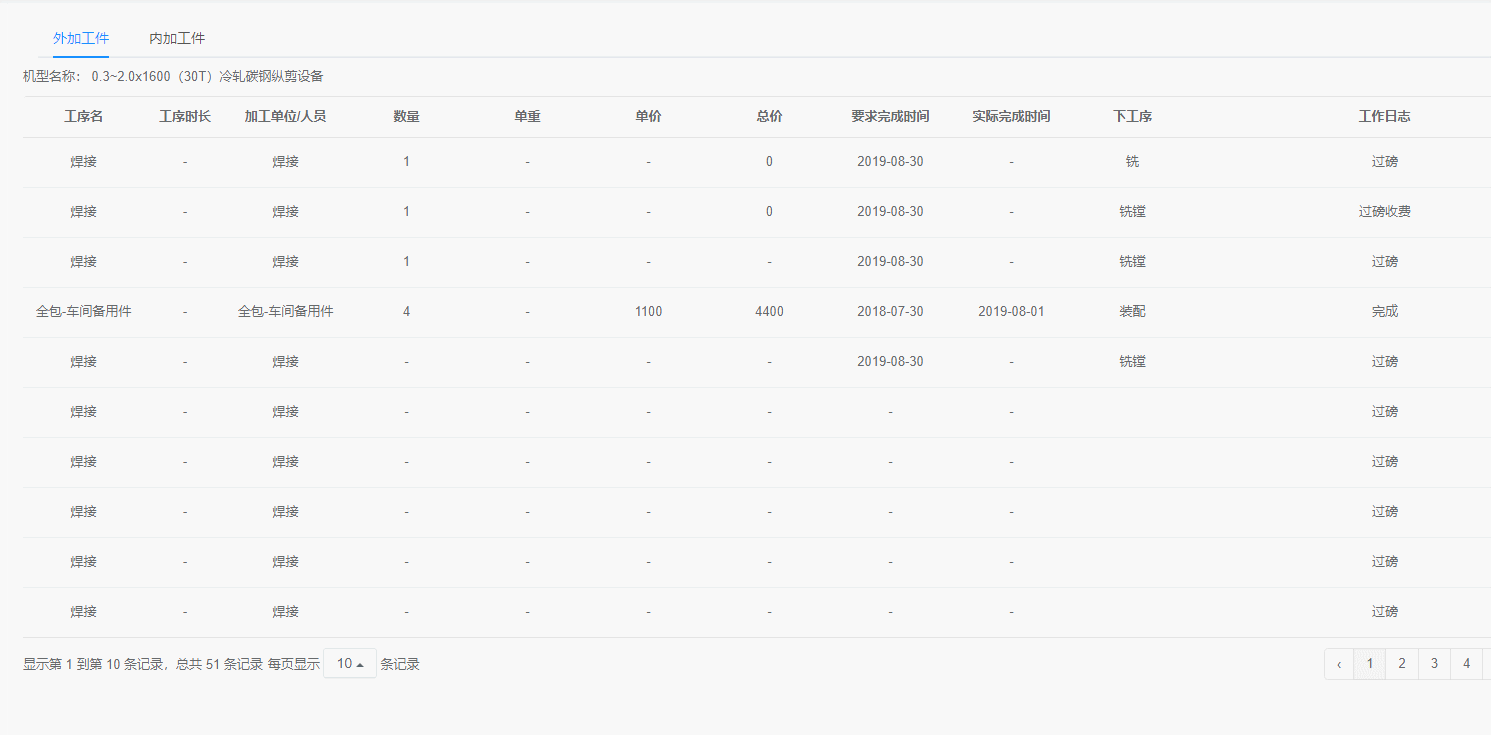 外加工件 内加工件
机型名称： 0.3~2.0x1600（30T）冷轧碳钢纵剪设备
工序名 工序时长 加工单位/人员 数量 单重 单价 总价 要求完成时间 实际完成时间 下工序 工作日志
焊接 - 焊接 1 - - 0 2019-08-30 - 铣 过磅
焊接 - 焊接 1 - - 0 2019-08-30 - 铣镗 过磅收费
焊接 - 焊接 1 - - - 2019-08-30 - 铣镗 过磅
全包-车间备用件 - 全包-车间备用件 4 - 1100 4400 2018-07-30 2019-08-01 装配 完成
焊接 - 焊接 - - - - 2019-08-30 - 铣镗 过磅
焊接 - 焊接 - - - - - - 过磅
焊接 - 焊接 - - - - - - 过磅
焊接 - 焊接 - - - - - - 过磅
焊接 - 焊接 - - - - - - 过磅
焊接 - 焊接 - - - - - - 过磅
显示第 1 到第 10 条记录，总共 51 条记录 每页显示 10 条记录 ‹ 1 2 3 4